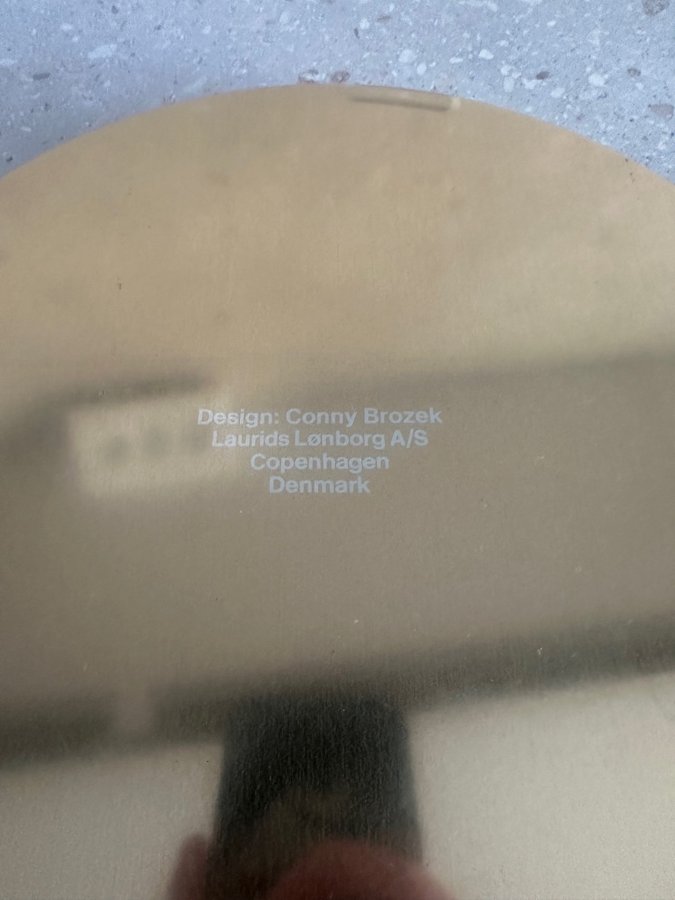 Design: Conny Brozek
Laurids Lønborg A/S
Copenhagen
Denmark